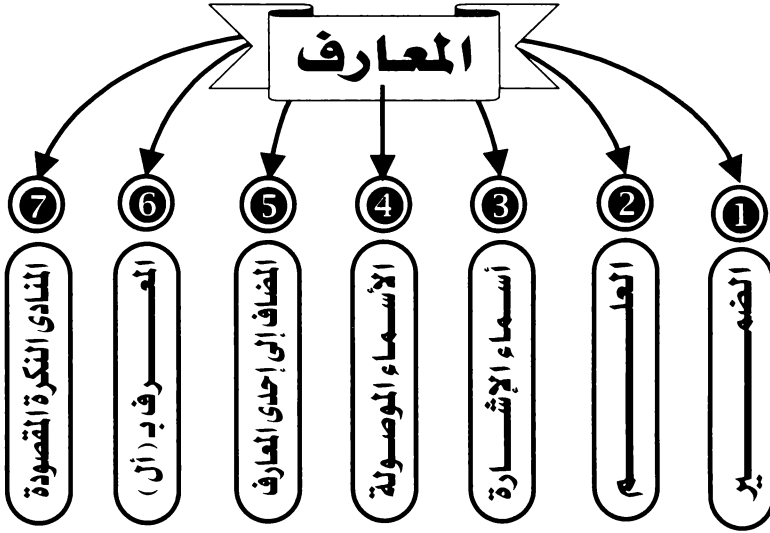 المعارف
1
الضمير
2
العلم
3
أسماء الإشارة
4
الأسماء الموصولة
5
المضاف إلى إحدى المعارف
6
المعرف بـ (أل)
7
المنادى النكرة المقصودة